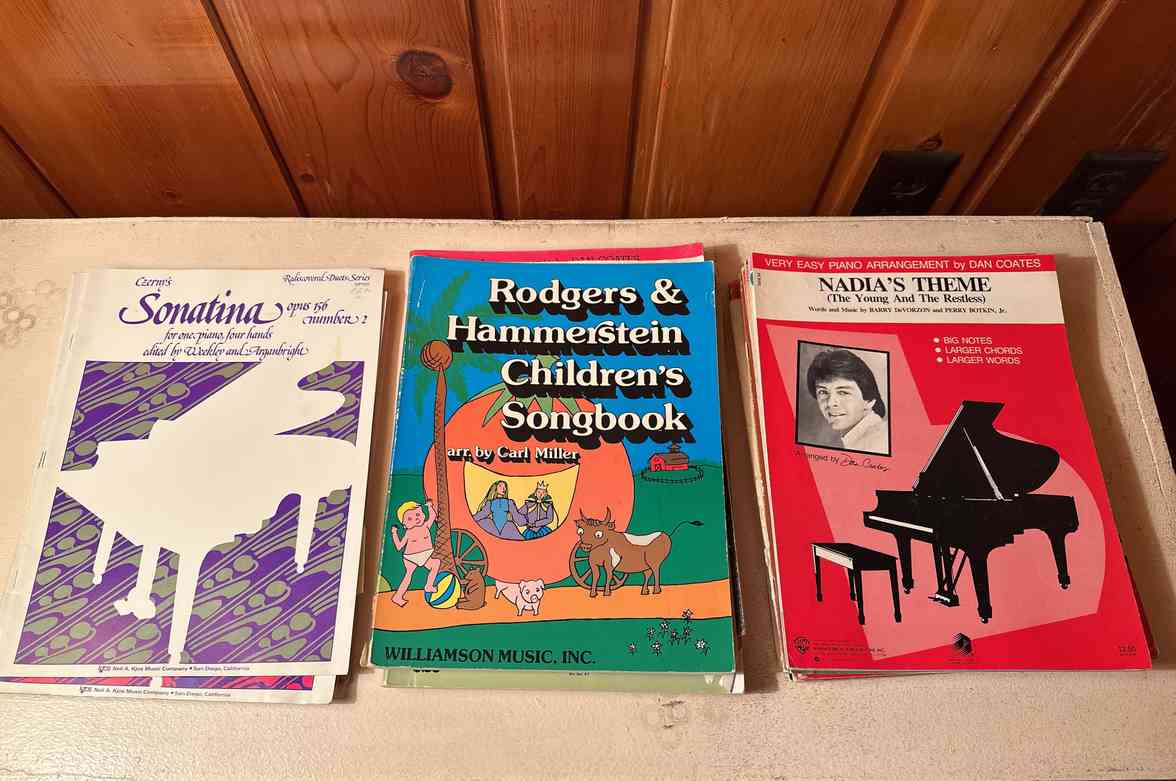 Czerny's
Rediscovered Duets Series
Sonatina opus 156
number 2
for one piano, four hands
edited by Weekley and Arganbright
Neil A. Kjos Music Company • San Diego, California
Neil A. Kjos Music Company • San Diego, California
DAN COATES
Rodgers &
Hammerstein
Children's
Songbook
arr. by Carl Miller
WILLIAMSON MUSIC, INC.
VERY EASY PIANO ARRANGEMENT by DAN COATES
NADIA'S THEME
(The Young And The Restless)
Words and Music by BARRY DeVORZON and PERRY BOTKIN, Jr.
• BIG NOTES
• LARGER CHORDS
• LARGER WORDS
Arranged by Dan Coates